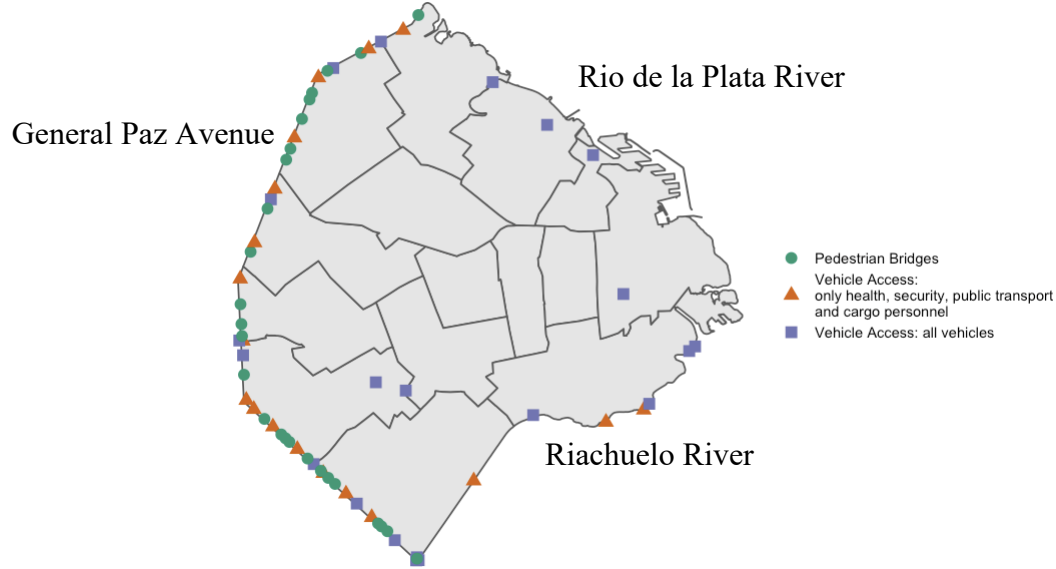 Rio de la Plata River
General Paz Avenue
Pedestrian Bridges
Vehicle Access:
only health, security, public transport
and cargo personnel
Vehicle Access: all vehicles
Riachuelo River